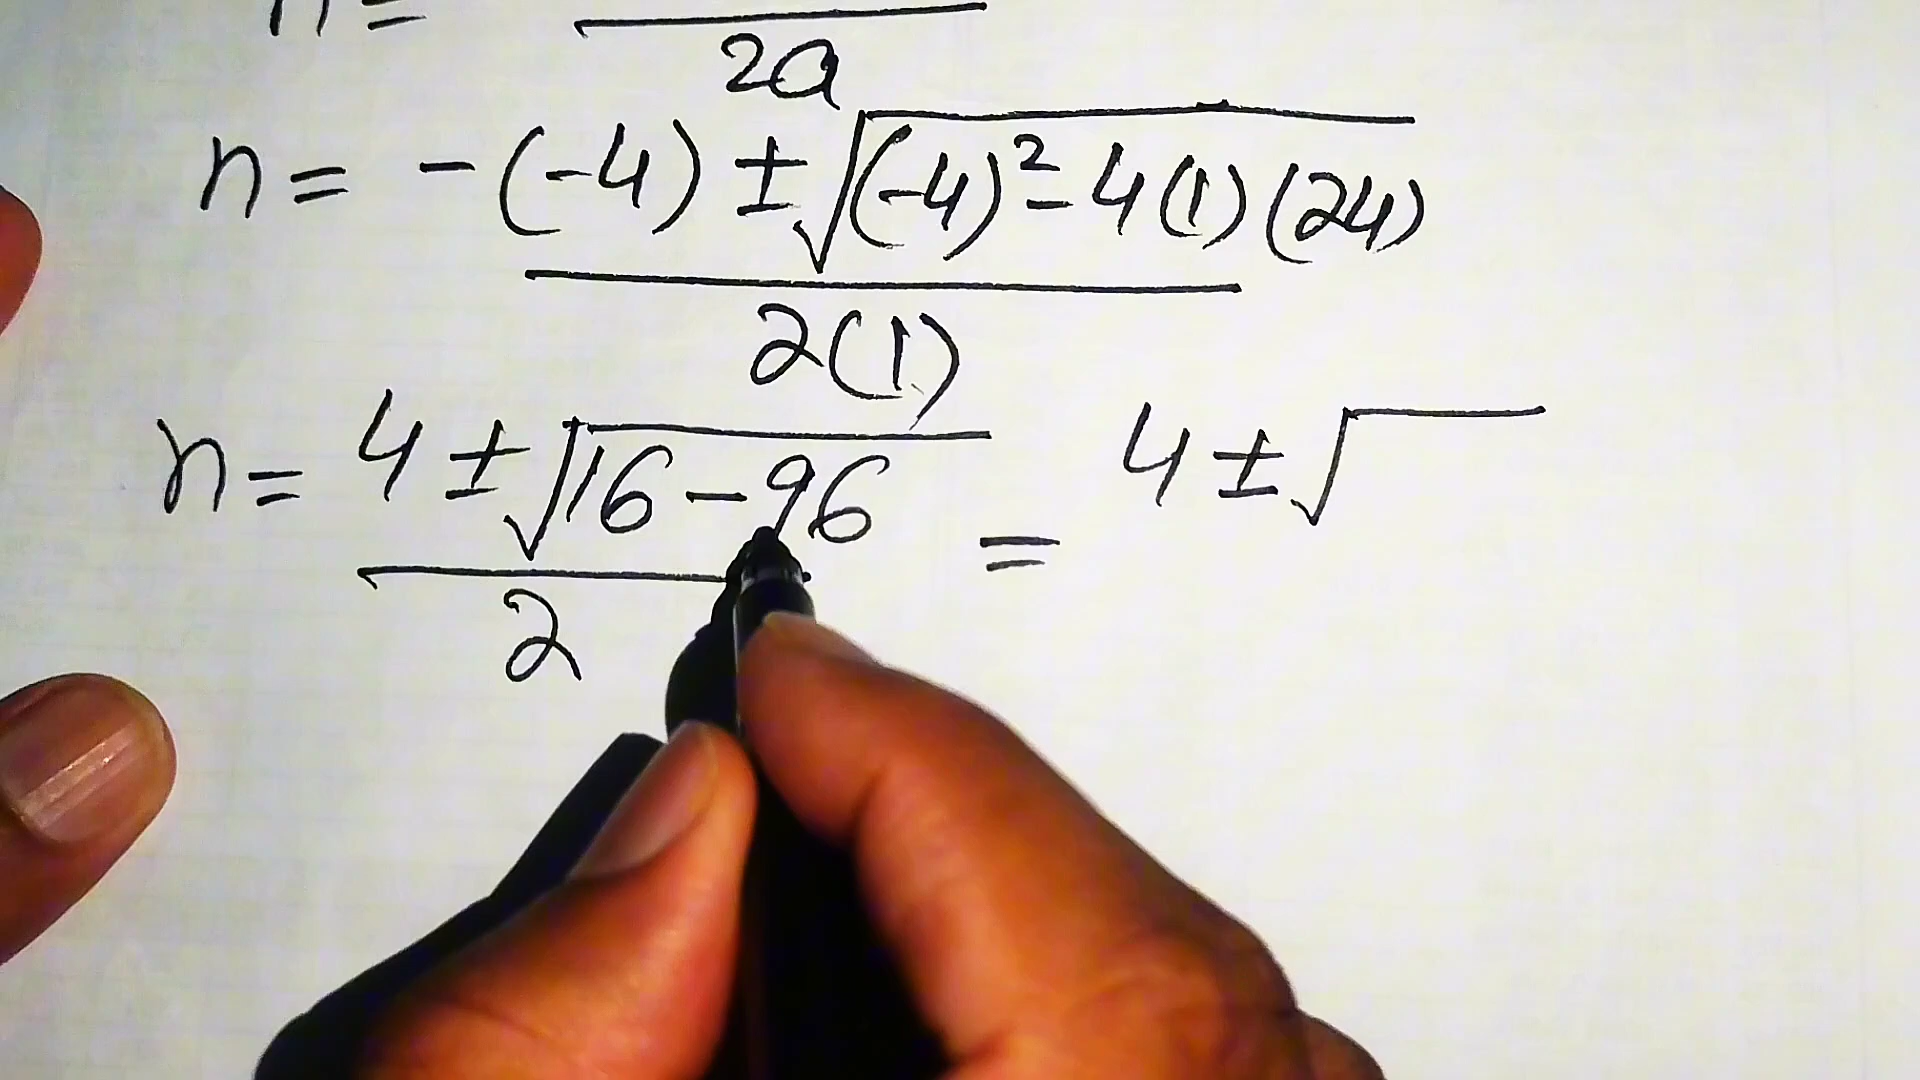 n =
2a
n = -(-4) ± √(-4)² - 4(1)(24)
2(1)
n = 4 ± √16 - 96 = 4 ± √
2